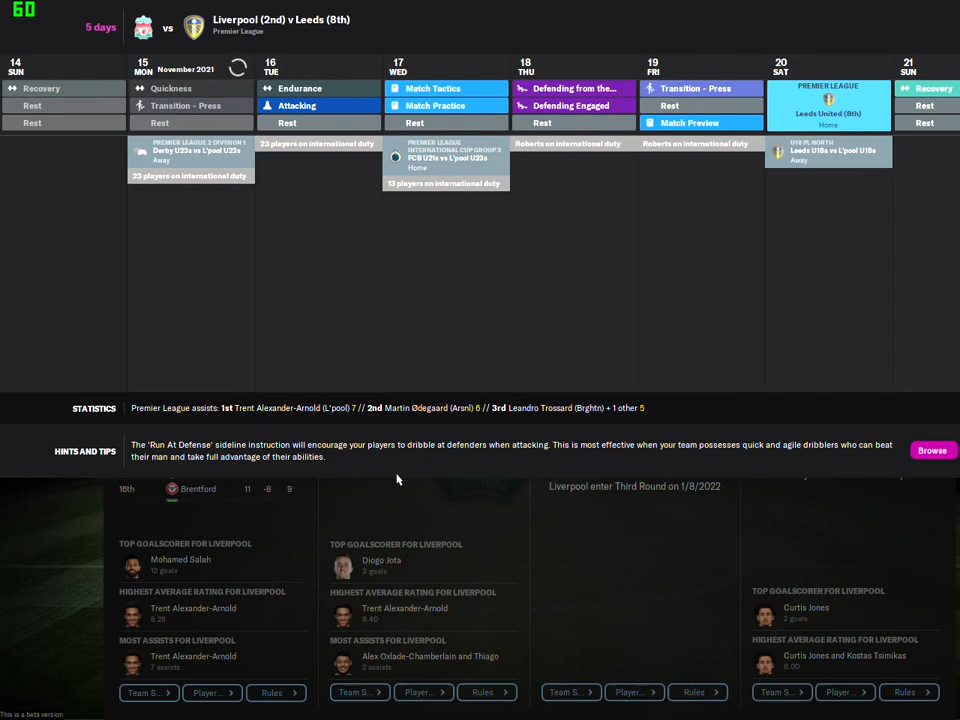 60
5 days
vs
Liverpool (2nd) v Leeds (8th)
Premier League
14
SUN
15
MON November 2021
16
TUE
17
WED
18
THU
19
FRI
20
SAT
21
SUN
Recovery
Rest
Rest
Quickness
Transition - Press
Rest
Endurance
Attacking
Rest
Match Tactics
Match Practice
Rest
Defending from the...
Defending Engaged
Rest
Transition - Press
Rest
Match Preview
PREMIER LEAGUE
Leeds United (8th)
Home
Recovery
Rest
Rest
PREMIER LEAGUE 2 DIVISION 1
Derby U23s vs L'pool U23s
Away
23 players on international duty
23 players on international duty
PREMIER LEAGUE
INTERNATIONAL CUP GROUP 3
FCB U21s vs L'pool U23s
Home
13 players on international duty
Roberts on international duty
Roberts on international duty
U18 PL NORTH
Leeds U18s vs L'pool U18s
Away
STATISTICS
Premier League assists: 1st Trent Alexander-Arnold (L'pool) 7 // 2nd Martin Ødegaard (Arsnl) 6 // 3rd Leandro Trossard (Brghtn) + 1 other 5
HINTS AND TIPS
The 'Run At Defense' sideline instruction will encourage your players to dribble at defenders when attacking. This is most effective when your team possesses quick and agile dribblers who can beat
their man and take full advantage of their abilities.
Browse
16th Brentford 11 -8 9
Liverpool enter Third Round on 1/8/2022
TOP GOALSCORER FOR LIVERPOOL
Mohamed Salah
12 goals
HIGHEST AVERAGE RATING FOR LIVERPOOL
Trent Alexander-Arnold
8.28
MOST ASSISTS FOR LIVERPOOL
Trent Alexander-Arnold
7 assists
Team S...
Player...
Rules
TOP GOALSCORER FOR LIVERPOOL
Diogo Jota
3 goals
HIGHEST AVERAGE RATING FOR LIVERPOOL
Trent Alexander-Arnold
8.40
MOST ASSISTS FOR LIVERPOOL
Alex Oxlade-Chamberlain and Thiago
2 assists
Team S...
Player...
Rules
Team S...
Player...
Rules
TOP GOALSCORER FOR LIVERPOOL
Curtis Jones
2 goals
HIGHEST AVERAGE RATING FOR LIVERPOOL
Curtis Jones and Kostas Tsimikas
8.00
Team S...
Player...
Rules
This is a beta version